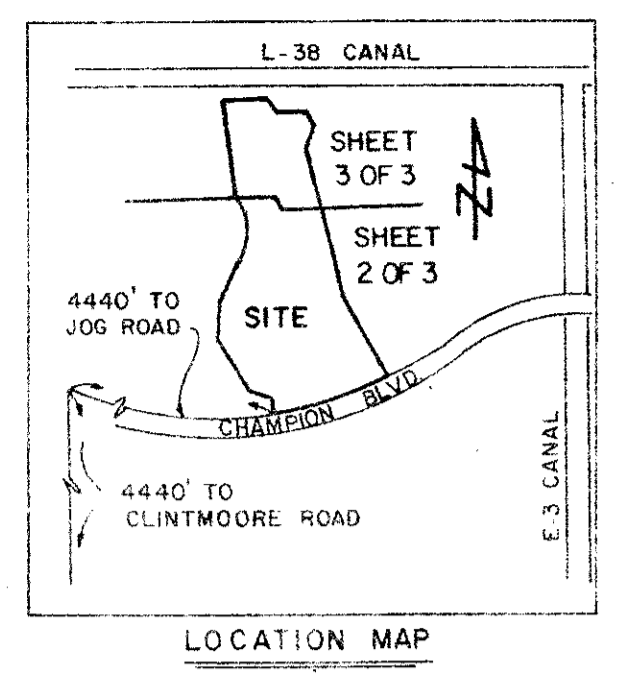 L-38 CANAL
SHEET
3 OF 3
N
SHEET
2 OF 3
4440' TO
JOG ROAD
SITE
CHAMPION BLVD.
4440' TO
CLINTMOORE ROAD
E-3 CANAL
LOCATION MAP